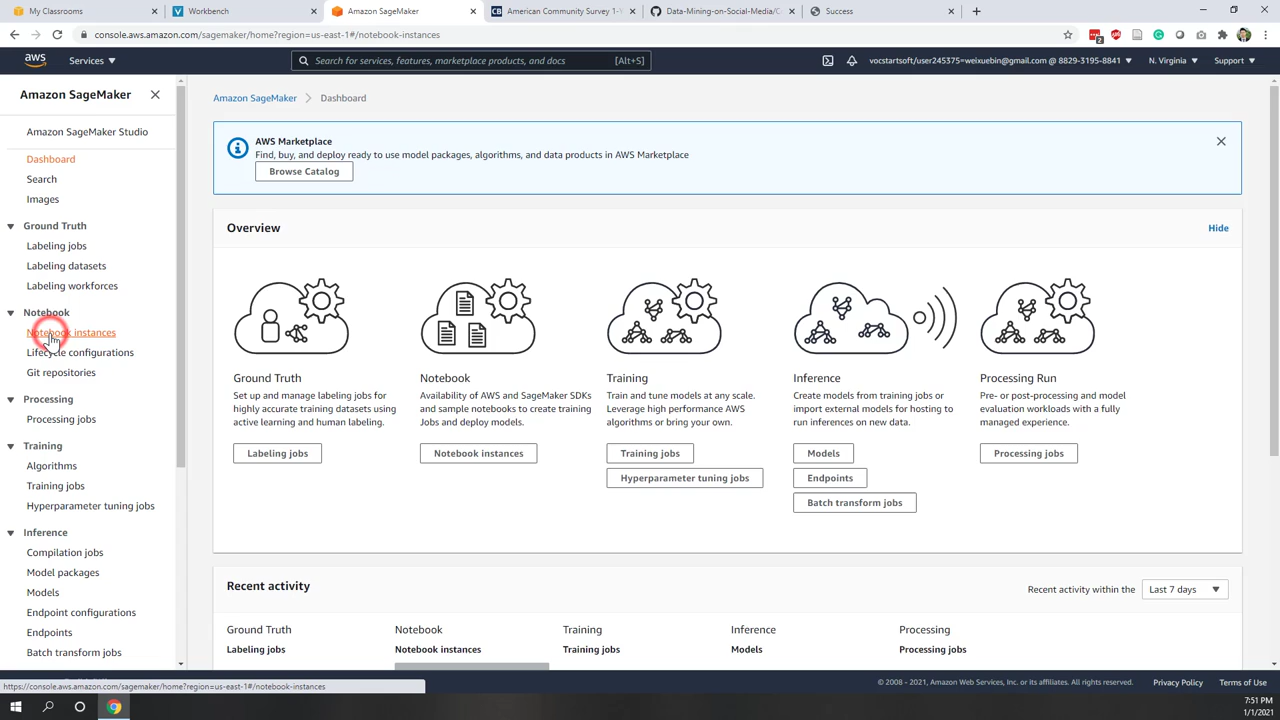 My Classrooms
Workbench
Amazon SageMaker
American Community Survey 1-Y
Data-Mining-on-Social-Media/C
Success
console.aws.amazon.com/sagemaker/home?region=us-east-1#/notebook-instances
2
aws
Services
Search for services, features, marketplace products, and docs
[Alt+S]
vocstartsoft/user245375=weixuebin@gmail.com @ 8829-3195-8841
N. Virginia
Support
Amazon SageMaker
Amazon SageMaker Studio
Dashboard
Search
Images
Ground Truth
Labeling jobs
Labeling datasets
Labeling workforces
Notebook
Notebook instances
Lifecycle configurations
Git repositories
Processing
Processing jobs
Training
Algorithms
Training jobs
Hyperparameter tuning jobs
Inference
Compilation jobs
Model packages
Models
Endpoint configurations
Endpoints
Batch transform jobs
Amazon SageMaker
Dashboard
AWS Marketplace
Find, buy, and deploy ready to use model packages, algorithms, and data products in AWS Marketplace
Browse Catalog
Overview
Hide
Ground Truth
Set up and manage labeling jobs for
highly accurate training datasets using
active learning and human labeling.
Labeling jobs
Notebook
Availability of AWS and SageMaker SDKs
and sample notebooks to create training
Jobs and deploy models.
Notebook instances
Training
Train and tune models at any scale.
Leverage high performance AWS
algorithms or bring your own.
Training jobs
Hyperparameter tuning jobs
Inference
Create models from training jobs or
import external models for hosting to
run inferences on new data.
Models
Endpoints
Batch transform jobs
Processing Run
Pre- or post-processing and model
evaluation workloads with a fully
managed experience.
Processing jobs
Recent activity
Recent activity within the
Last 7 days
Ground Truth
Labeling jobs
Notebook
Notebook instances
Training
Training jobs
Inference
Models
Processing
Processing jobs
https://console.aws.amazon.com/sagemaker/home?region=us-east-1#/notebook-instances
© 2008 - 2021, Amazon Web Services, Inc. or its affiliates. All rights reserved.
Privacy Policy
Terms of Use
7:51 PM
1/1/2021